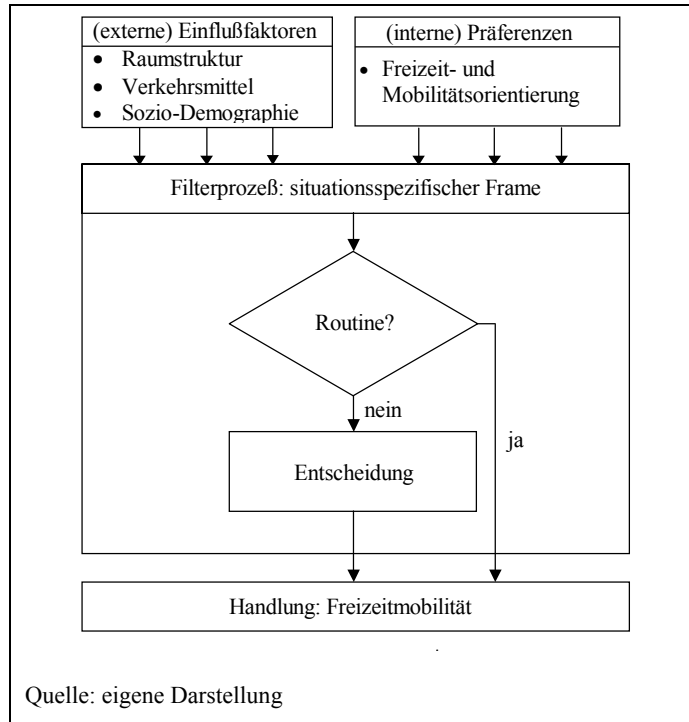 (externe) Einflußfaktoren
• Raumstruktur
• Verkehrsmittel
• Sozio-Demographie
(interne) Präferenzen
• Freizeit- und
Mobilitätsorientierung
Filterprozeß: situationsspezifischer Frame
Routine?
nein
ja
Entscheidung
Handlung: Freizeitmobilität
Quelle: eigene Darstellung